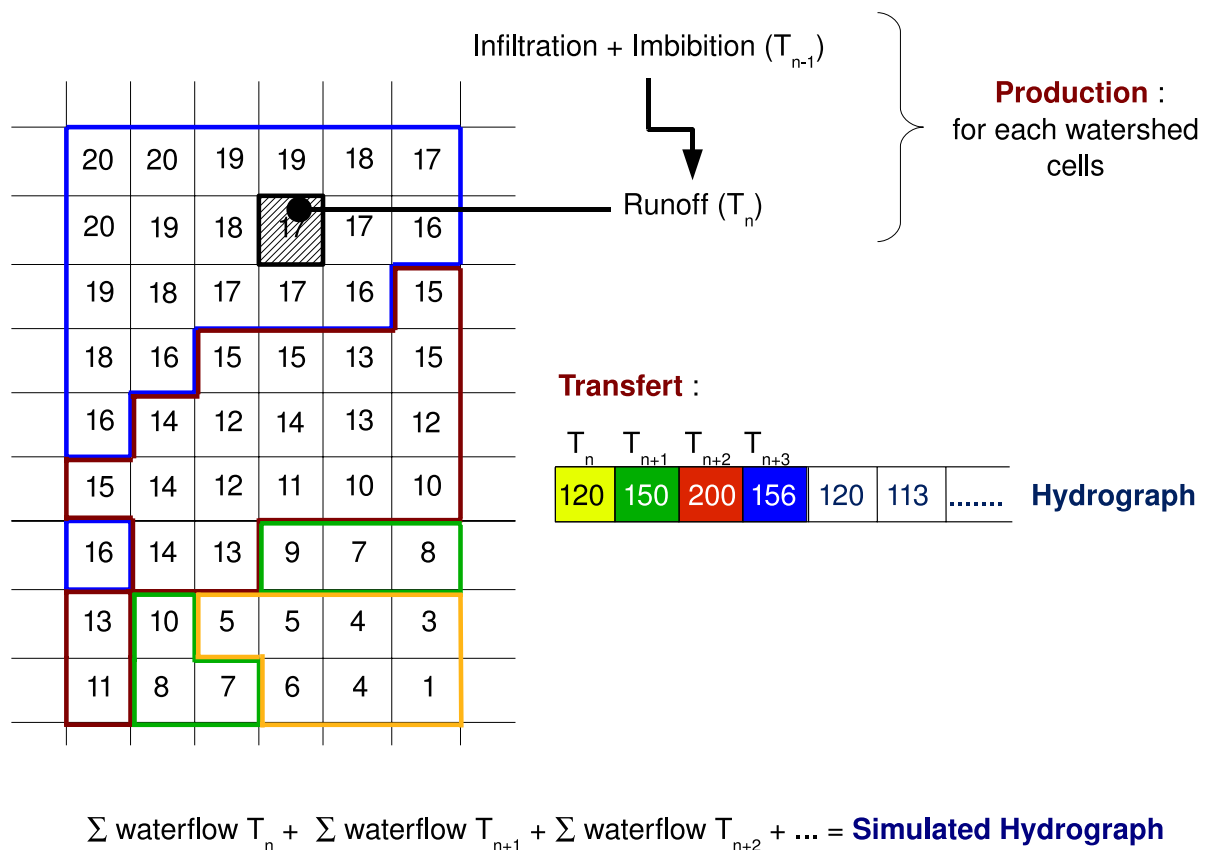 Infiltration + Imbibition (Tn-1)
Production :
for each watershed
cells
Runoff (Tn)
20 20 19 19 18 17
20 19 18 17 17 16
19 18 17 17 16 15
18 16 15 15 13 15
16 14 12 14 13 12
15 14 12 11 10 10
16 14 13 9 7 8
13 10 5 5 4 3
11 8 7 6 4 1
Transfert :
Tn Tn+1 Tn+2 Tn+3
120 150 200 156 120 113 ....... Hydrograph
∑ waterflow Tn + ∑ waterflow Tn+1 + ∑ waterflow Tn+2 + ... = Simulated Hydrograph